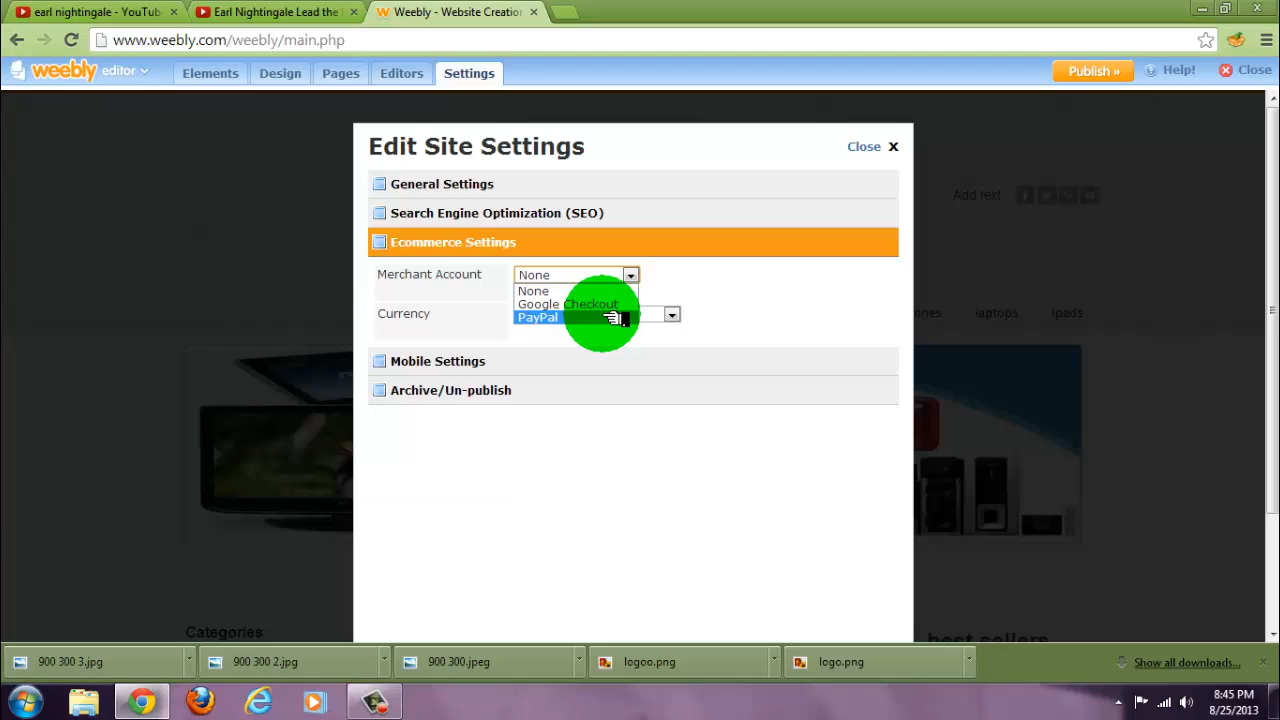 earl nightingale - YouTub
Earl Nightingale Lead the
W Weebly - Website Creation
www.weebly.com/weebly/main.php
weebly editor
Elements
Design
Pages
Editors
Settings
Publish »
Help!
Close
Edit Site Settings
Close X
General Settings
Add text
Search Engine Optimization (SEO)
Ecommerce Settings
Merchant Account
None
None
Google Checkout
PayPal
Currency
ones
laptops
Ipads
Mobile Settings
Archive/Un-publish
Categories
best sellers
900 300 3.jpg
900 300 2.jpg
900 300.jpeg
logoo.png
logo.png
Show all downloads...
8:45 PM
8/25/2013